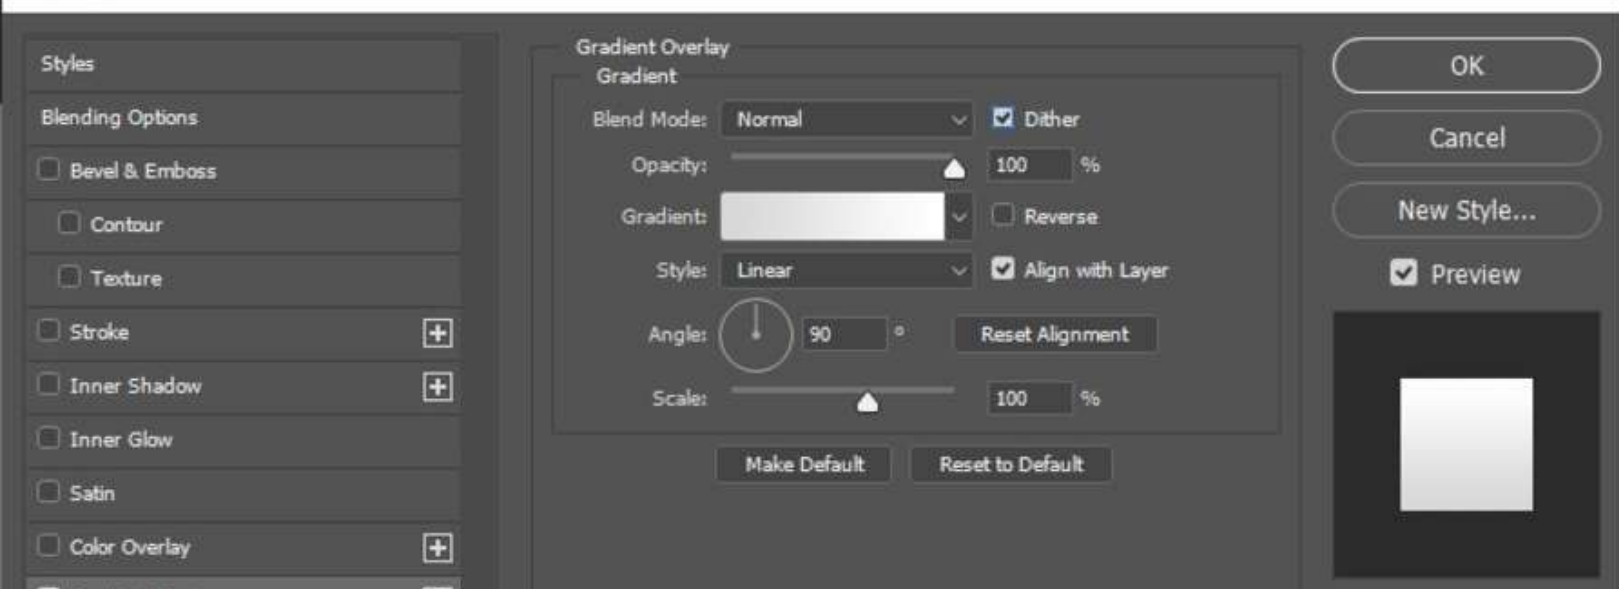 Styles
Blending Options
Bevel & Emboss
Contour
Texture
Stroke
Inner Shadow
Inner Glow
Satin
Color Overlay
Gradient Overlay
Gradient
Blend Mode: Normal Dither
Opacity: 100 %
Gradient: Reverse
Style: Linear Align with Layer
Angle: 90 ° Reset Alignment
Scale: 100 %
Make Default Reset to Default
OK
Cancel
New Style...
Preview